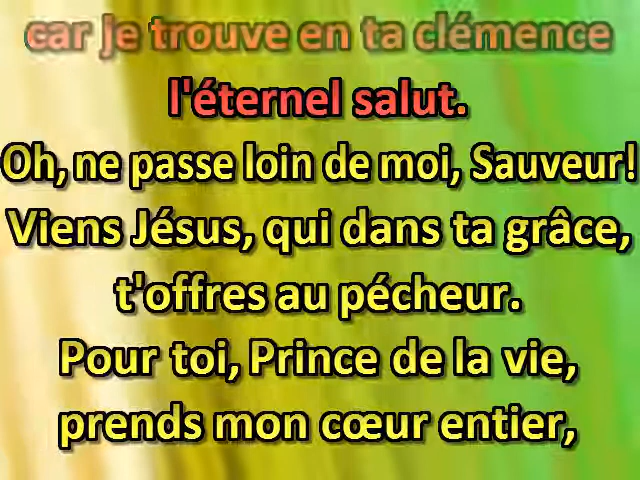 car je trouve en ta clémence
l'éternel salut.
Oh, ne passe loin de moi, Sauveur!
Viens Jésus, qui dans ta grâce,
t'offres au pécheur.
Pour toi, Prince de la vie,
prends mon cœur entier,